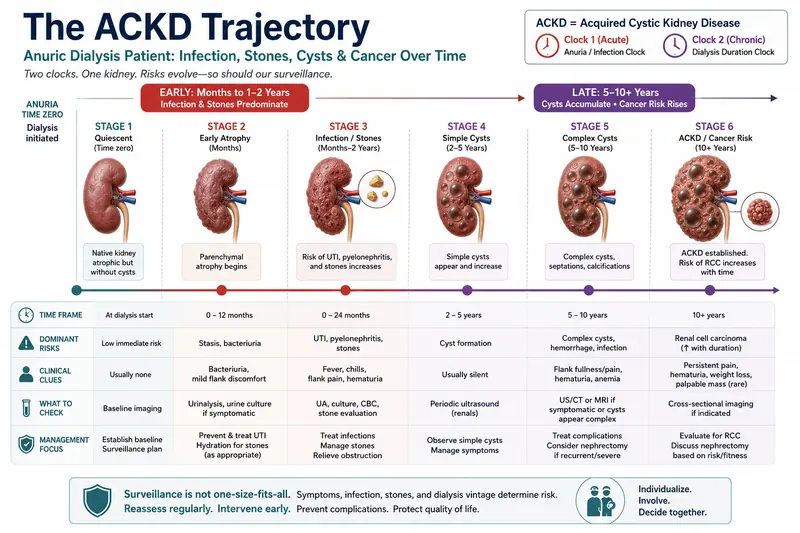 The ACKD Trajectory
Anuric Dialysis Patient: Infection, Stones, Cysts & Cancer Over Time
Two clocks. One kidney. Risks evolve—so should our surveillance.
ACKD = Acquired Cystic Kidney Disease
Clock 1 (Acute)
Anuria / Infection Clock
Clock 2 (Chronic)
Dialysis Duration Clock
ANURIA
TIME ZERO
Dialysis
initiated
EARLY: Months to 1–2 Years
Infection & Stones Predominate
LATE: 5–10+ Years
Cysts Accumulate • Cancer Risk Rises
STAGE 1
Quiescent
(Time zero)
Native kidney
atrophic but
without cysts
STAGE 2
Early Atrophy
(Months)
Parenchymal
atrophy begins
STAGE 3
Infection / Stones
(Months–2 Years)
Risk of UTI, pyelonephritis,
and stones increases
STAGE 4
Simple Cysts
(2–5 Years)
Simple cysts
appear and increase
STAGE 5
Complex Cysts
(5–10 Years)
Complex cysts,
septations, calcifications
STAGE 6
ACKD / Cancer Risk
(10+ Years)
ACKD established.
Risk of RCC increases
with time
TIME FRAME
At dialysis start
0 – 12 months
0 – 24 months
2 – 5 years
5 – 10 years
10+ years
DOMINANT
RISKS
Low immediate risk
Stasis, bacteriuria
UTI, pyelonephritis,
stones
Cyst formation
Complex cysts,
hemorrhage, infection
Renal cell carcinoma
(↑ with duration)
CLINICAL
CLUES
Usually none
Bacteriuria,
mild flank discomfort
Fever, chills,
flank pain, hematuria
Usually silent
Flank fullness/pain,
hematuria, anemia
Persistent pain,
hematuria, weight loss,
palpable mass (rare)
WHAT TO
CHECK
Baseline imaging
Urinalysis, urine culture
if symptomatic
UA, culture, CBC,
stone evaluation
Periodic ultrasound
(renals)
US/CT or MRI if
symptomatic or cysts
appear complex
Cross-sectional imaging
if indicated
MANAGEMENT
FOCUS
Establish baseline
Surveillance plan
Prevent & treat UTI
Hydration for stones
(as appropriate)
Treat infections
Manage stones
Relieve obstruction
Observe simple cysts
Manage symptoms
Treat complications
Consider nephrectomy
if recurrent/severe
Evaluate for RCC
Discuss nephrectomy
based on risk/fitness
Surveillance is not one-size-fits-all. Symptoms, infection, stones, and dialysis vintage determine risk.
Reassess regularly. Intervene early. Prevent complications. Protect quality of life.
Individualize.
Involve.
Decide together.